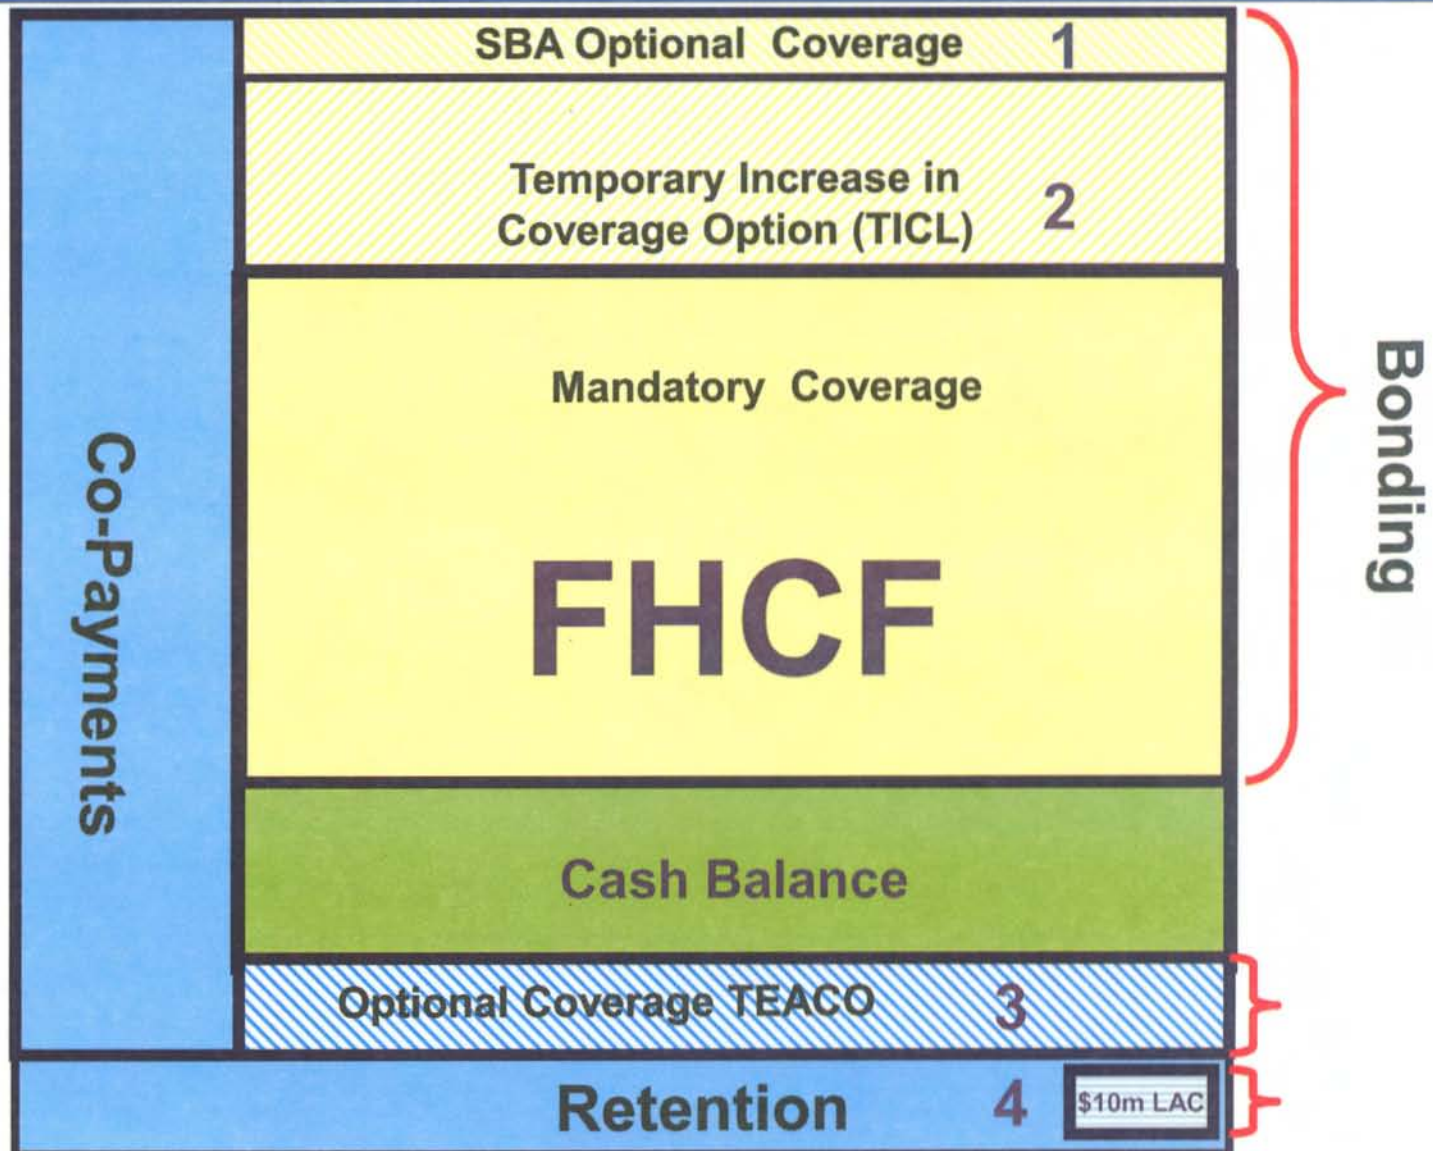 SBA Optional Coverage 1
Temporary Increase in
Coverage Option (TICL) 2
Mandatory Coverage
FHCF
Co-Payments
Bonding
Cash Balance
Optional Coverage TEACO 3
Retention 4 $10m LAC